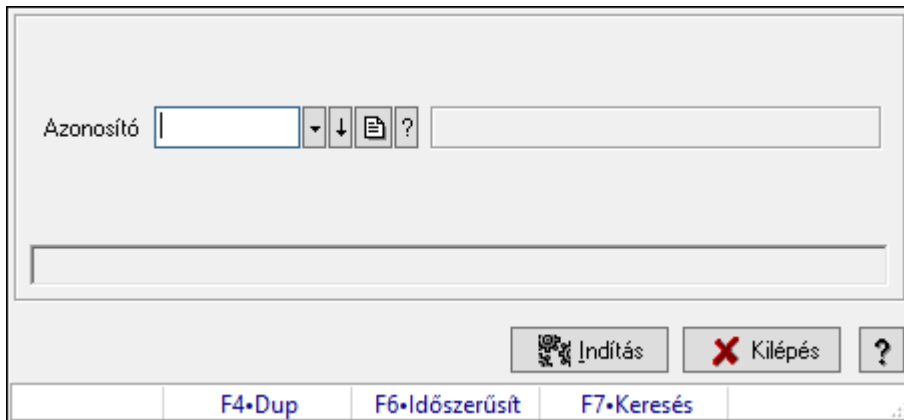 Azonosító ?
Indítás Kilépés ?
F4•Dup F6•Időszerűsít F7•Keresés